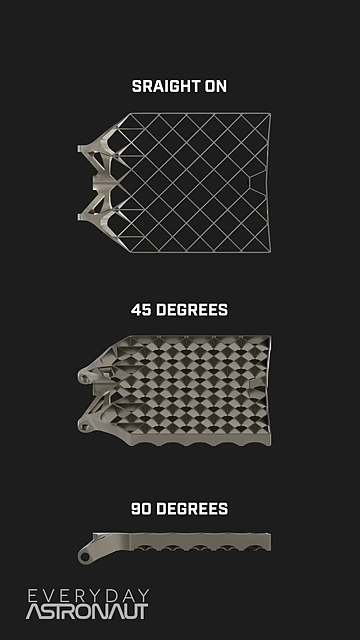 SRAIGHT ON
45 DEGREES
90 DEGREES
EVERYDAY
ASTRONAUT